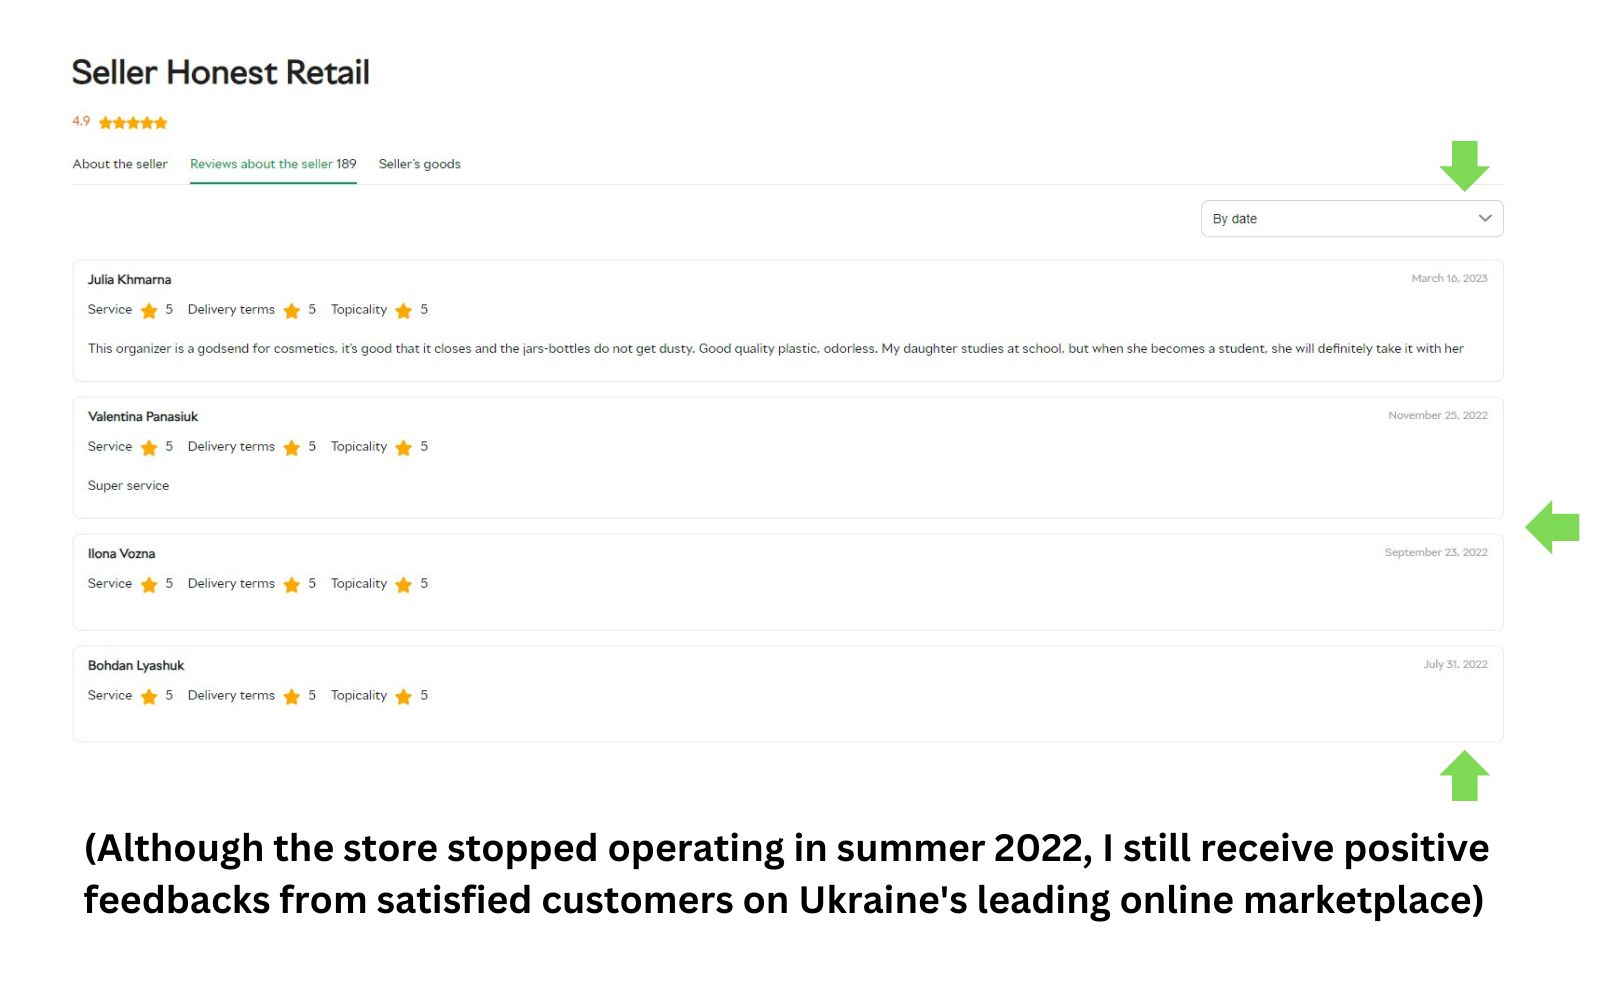 Seller Honest Retail
4.9
About the seller Reviews about the seller 189 Seller's goods
By date
Julia Khmarna March 16, 2023
Service 5 Delivery terms 5 Topicality 5
This organizer is a godsend for cosmetics, it's good that it closes and the jars-bottles do not get dusty. Good quality plastic, odorless. My daughter studies at school, but when she becomes a student, she will definitely take it with her
Valentina Panasiuk November 25, 2022
Service 5 Delivery terms 5 Topicality 5
Super service
Ilona Vozna September 23, 2022
Service 5 Delivery terms 5 Topicality 5
Bohdan Lyashuk July 31, 2022
Service 5 Delivery terms 5 Topicality 5
(Although the store stopped operating in summer 2022, I still receive positive
feedbacks from satisfied customers on Ukraine's leading online marketplace)